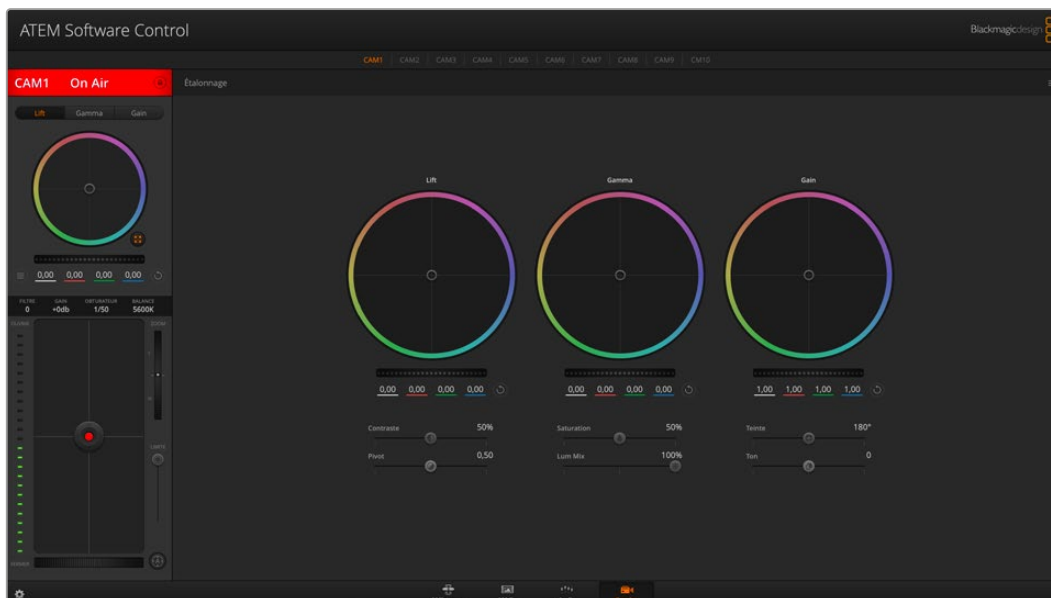 ATEM Software Control
Blackmagicdesign
CAM1 CAM2 CAM3 CAM4 CAM5 CAM6 CAM7 CAM8 CAM9 CM10
CAM1 On Air
Étalonnage
Lift Gamma Gain
0,00 0,00 0,00 0,00
FILTRE GAIN OBTURATEUR BALANCE
0 +0db 1/50 5600K
ZOOM
LIMITE
FERMER
Lift Gamma Gain
0,00 0,00 0,00 0,00
0,00 0,00 0,00 0,00
1,00 1,00 1,00 1,00
Contraste 50% Saturation 50% Teinte 180°
Pivot 0,50 Lum Mix 100% Ton 0